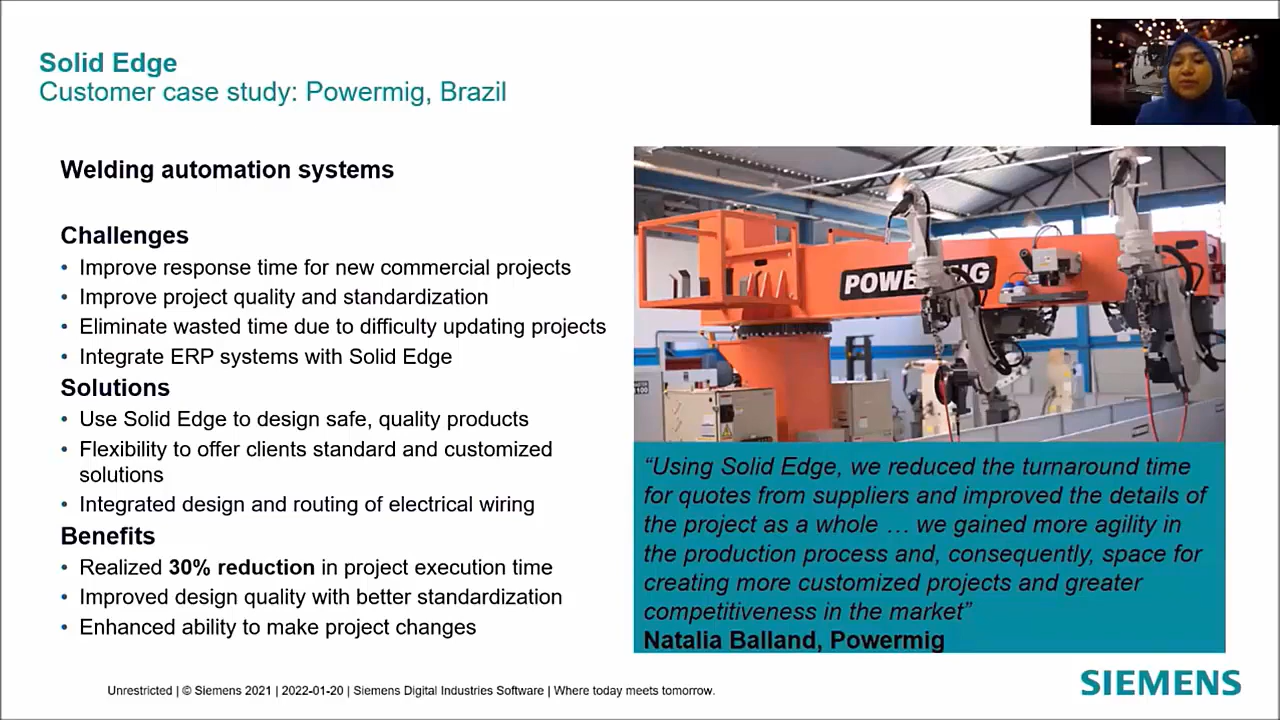 Solid Edge
Customer case study: Powermig, Brazil
Welding automation systems
Challenges
• Improve response time for new commercial projects
• Improve project quality and standardization
• Eliminate wasted time due to difficulty updating projects
• Integrate ERP systems with Solid Edge
Solutions
• Use Solid Edge to design safe, quality products
• Flexibility to offer clients standard and customized
solutions
• Integrated design and routing of electrical wiring
Benefits
• Realized 30% reduction in project execution time
• Improved design quality with better standardization
• Enhanced ability to make project changes
“Using Solid Edge, we reduced the turnaround time
for quotes from suppliers and improved the details of
the project as a whole … we gained more agility in
the production process and, consequently, space for
creating more customized projects and greater
competitiveness in the market”
Natalia Balland, Powermig
Unrestricted | © Siemens 2021 | 2022-01-20 | Siemens Digital Industries Software | Where today meets tomorrow.
SIEMENS